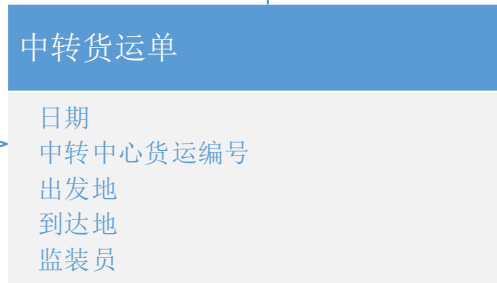 中转货运单
日期
中转中心货运编号
出发地
到达地
监装员